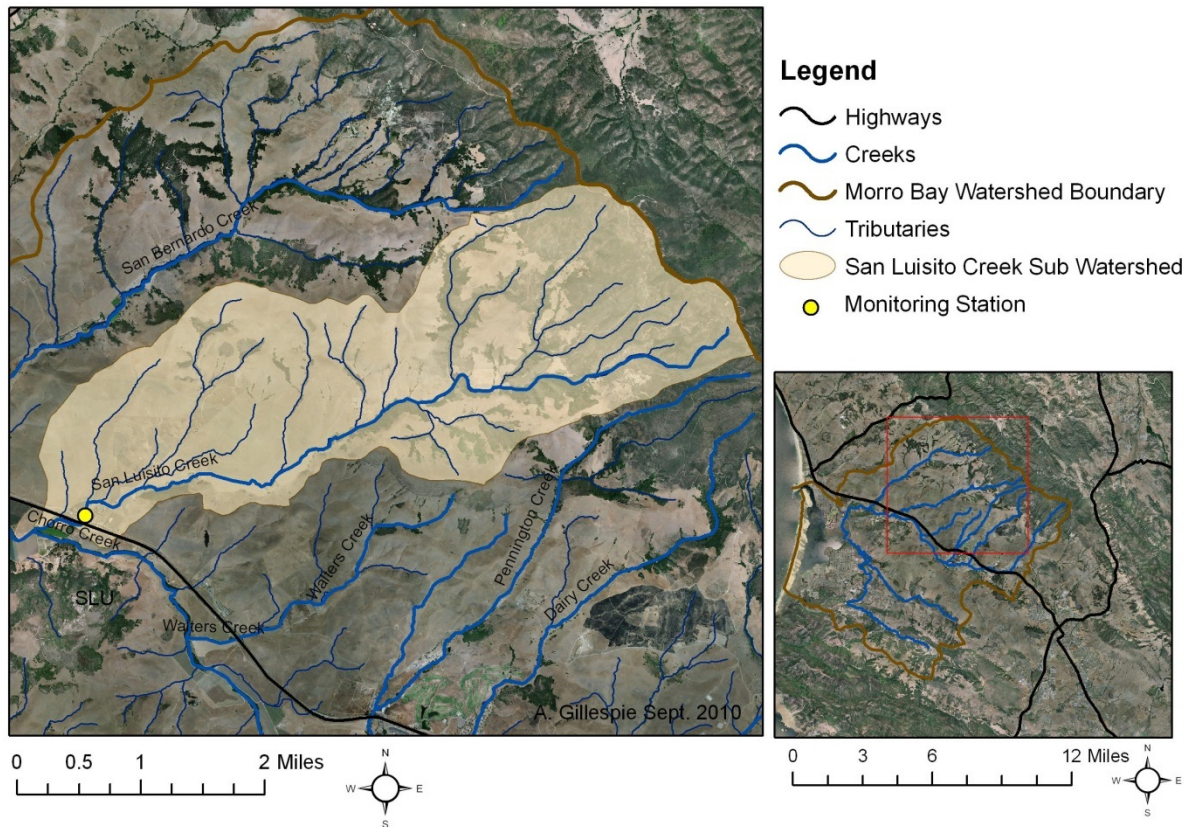 San Bernardo Creek
San Luisito Creek
Chorro Creek
SLU
Walters Creek
Walters Creek
Pennington Creek
Dairy Creek
A. Gillespie Sept. 2010
0 0.5 1 2 Miles
N
W E
S
Legend
Highways
Creeks
Morro Bay Watershed Boundary
Tributaries
San Luisito Creek Sub Watershed
Monitoring Station
0 3 6 12 Miles
N
W E
S